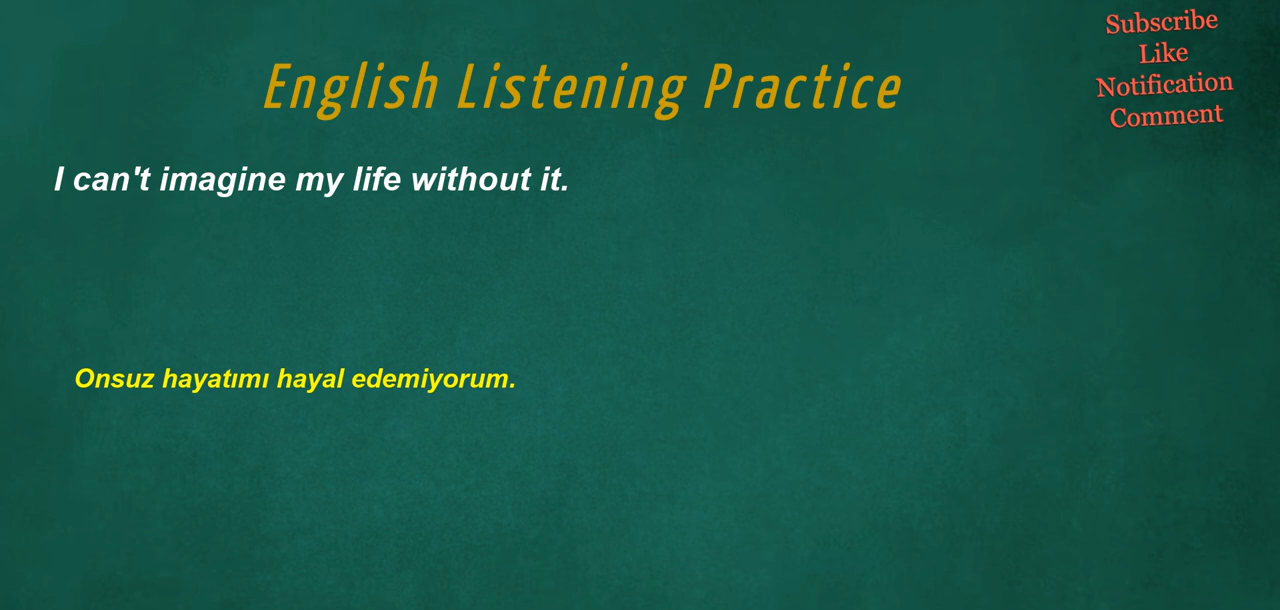 English Listening Practice
Subscribe
Like
Notification
Comment
I can't imagine my life without it.
Onsuz hayatımı hayal edemiyorum.